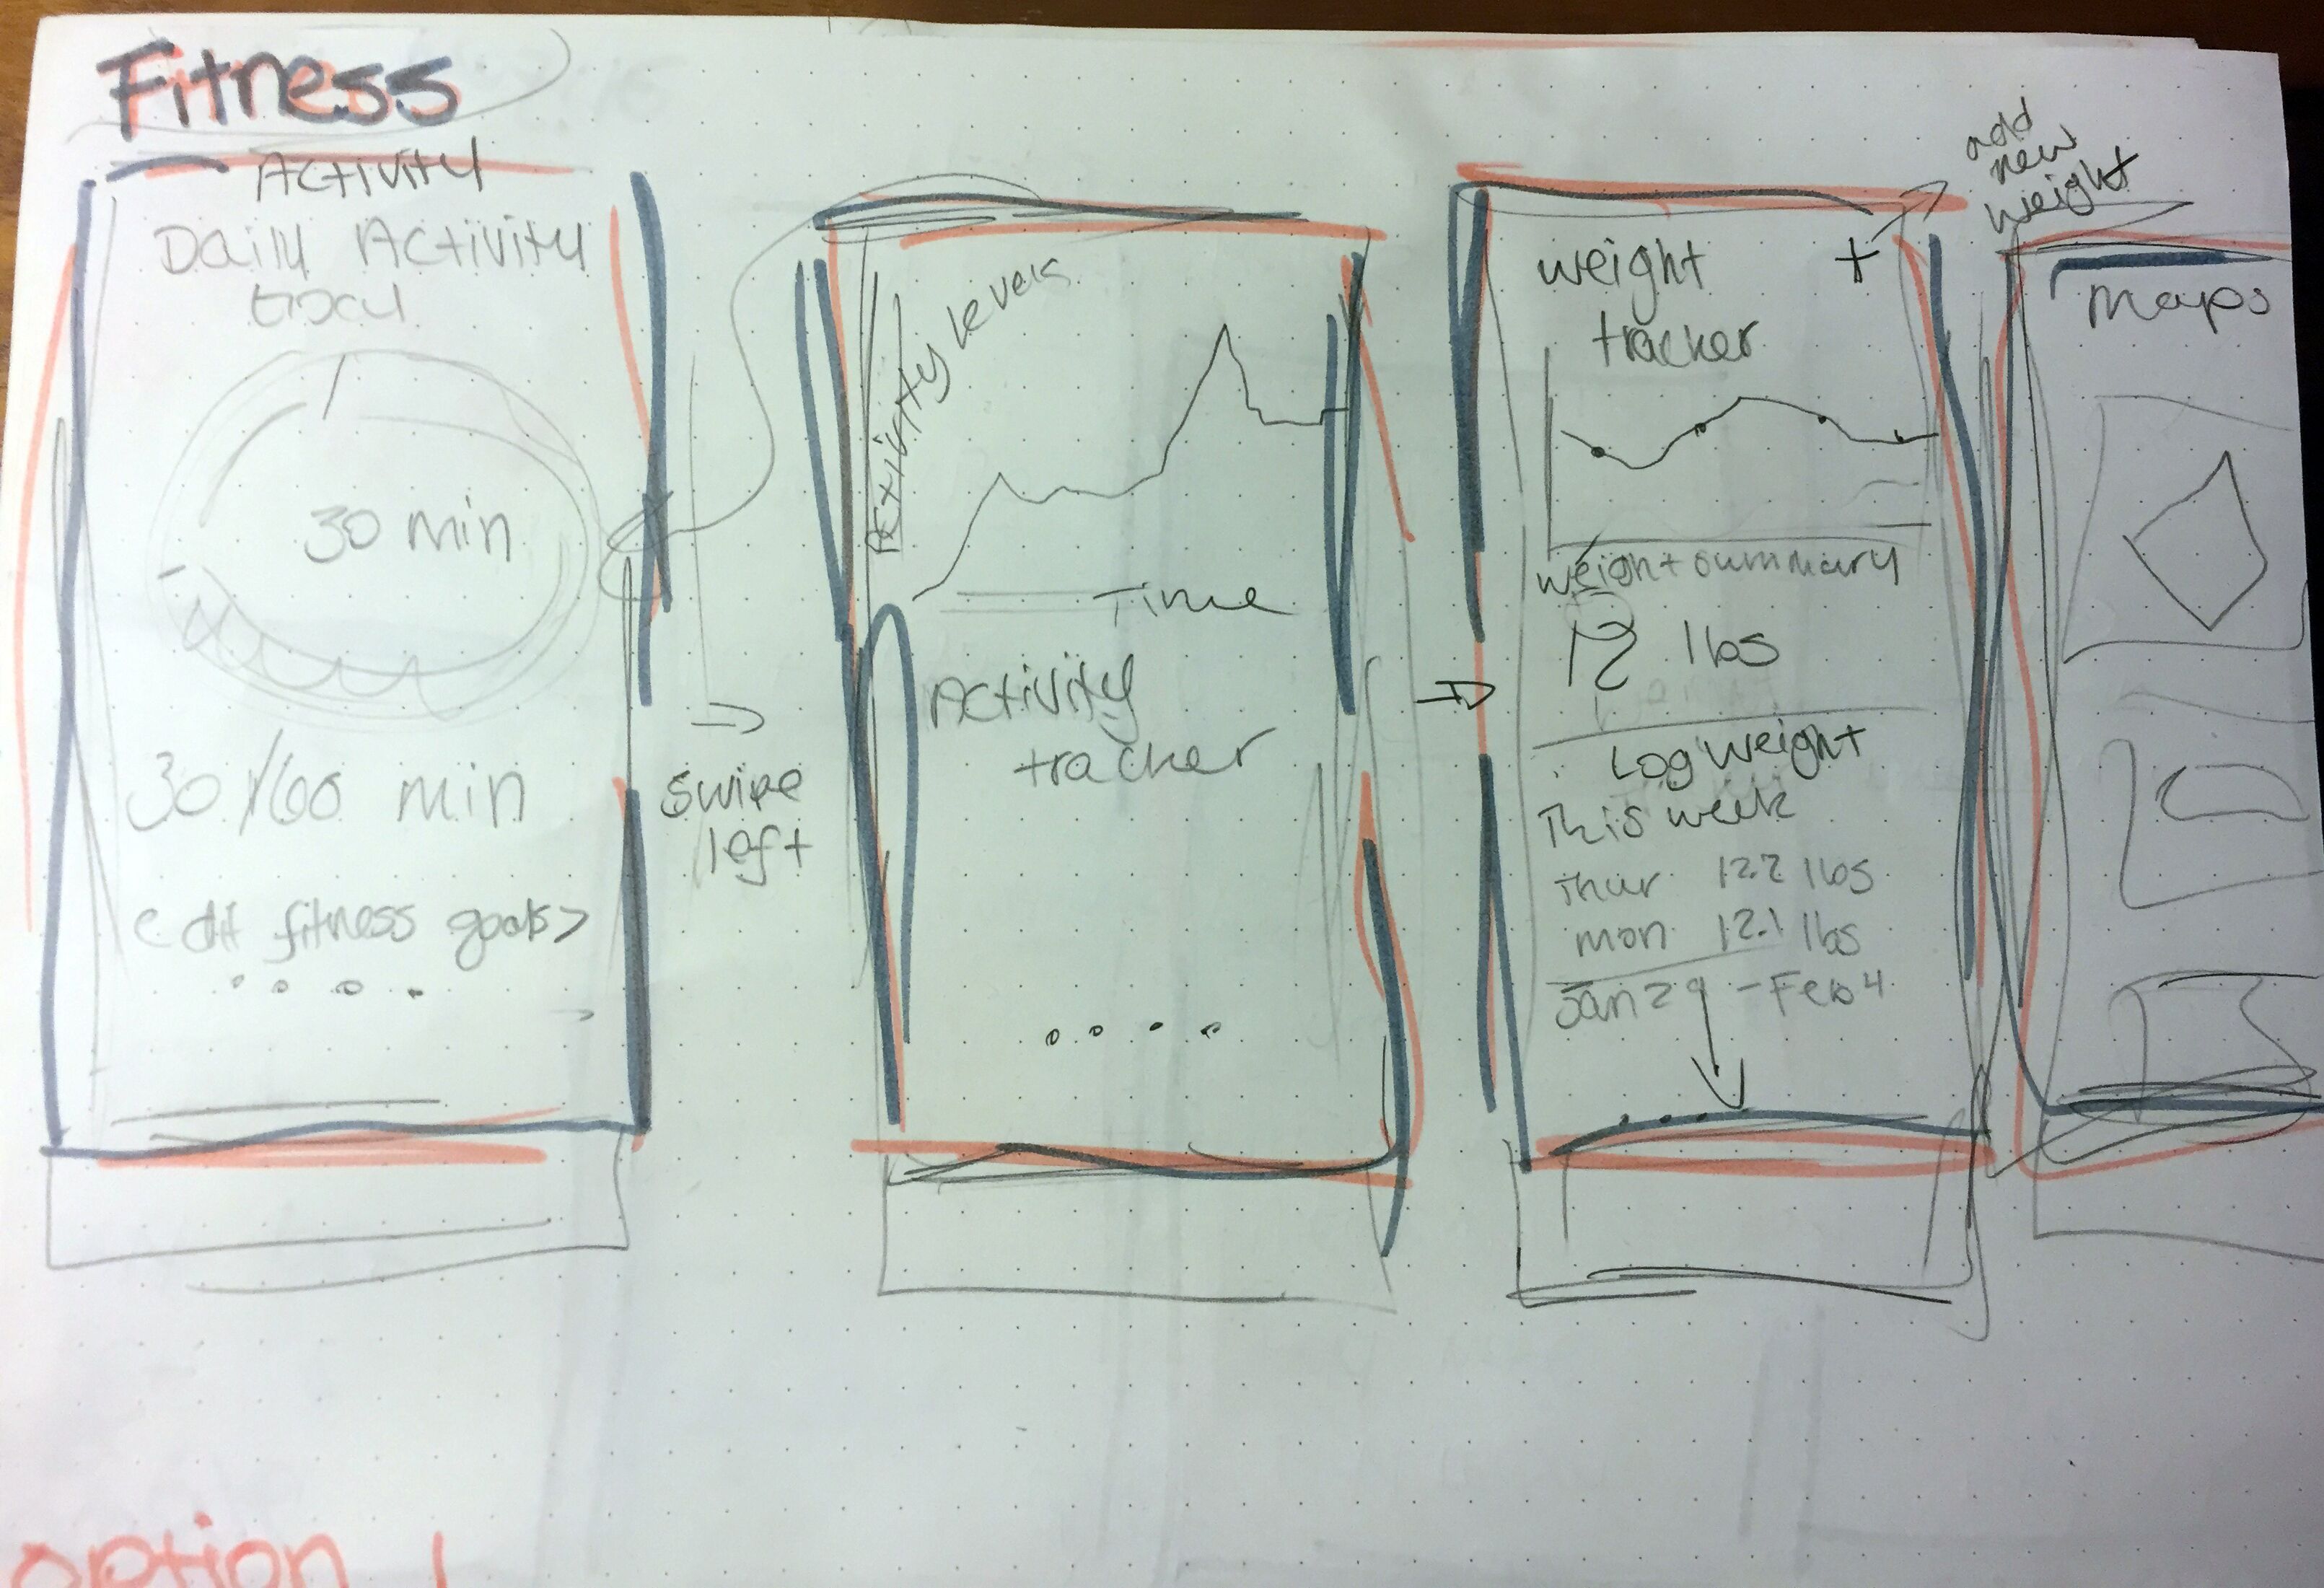 Fitness
Activity
Daily Activity
Goal
30 min
30/60 min
edit fitness goals >
swipe
left
Activity Levels
Time
Activity
tracker
add
new
weight
weight +
tracker
weight summary
12 lbs
Log weight
This week
Thur 12.2 lbs
mon 12.1 lbs
Jan 29 - Feb 4
Maps
option 1